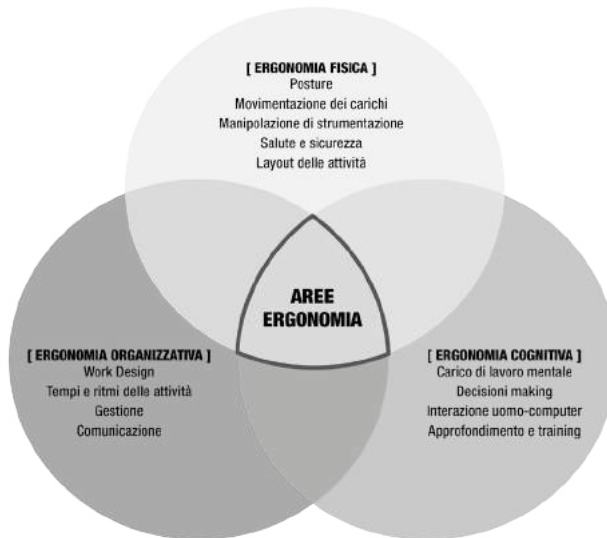 [ ERGONOMIA FISICA ]
Posture
Movimentazione dei carichi
Manipolazione di strumentazione
Salute e sicurezza
Layout delle attività
AREE
ERGONOMIA
[ ERGONOMIA ORGANIZZATIVA ]
Work Design
Tempi e ritmi delle attività
Gestione
Comunicazione
[ ERGONOMIA COGNITIVA ]
Carico di lavoro mentale
Decisioni making
Interazione uomo-computer
Approfondimento e training